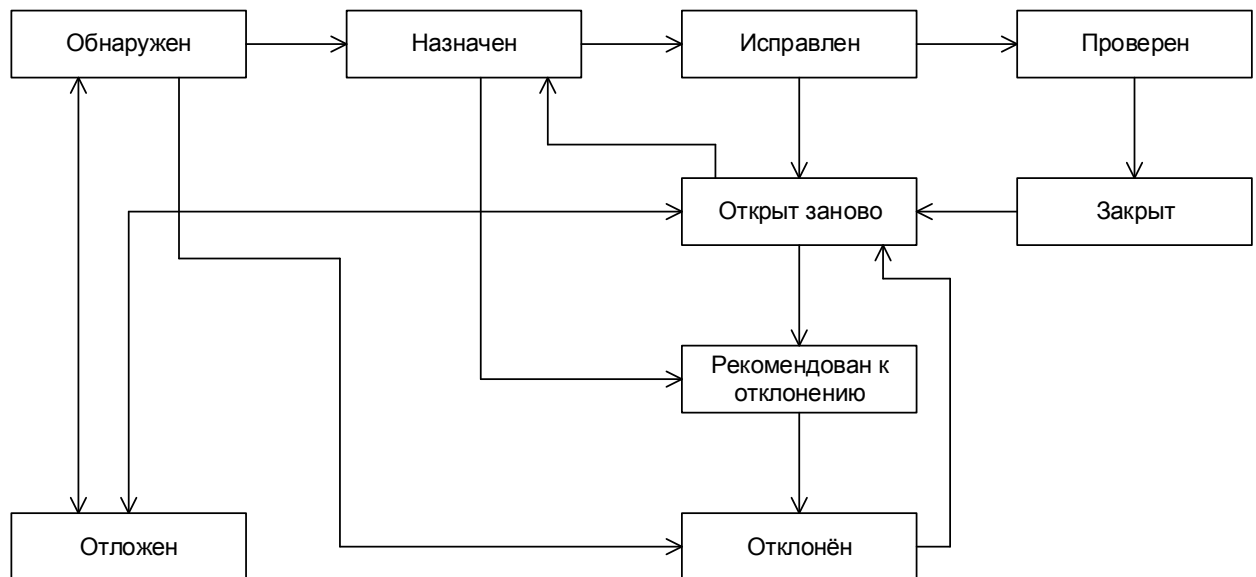 Обнаружен
Назначен
Исправлен
Проверен
Открыт заново
Закрыт
Рекомендован к
отклонению
Отложен
Отклонён